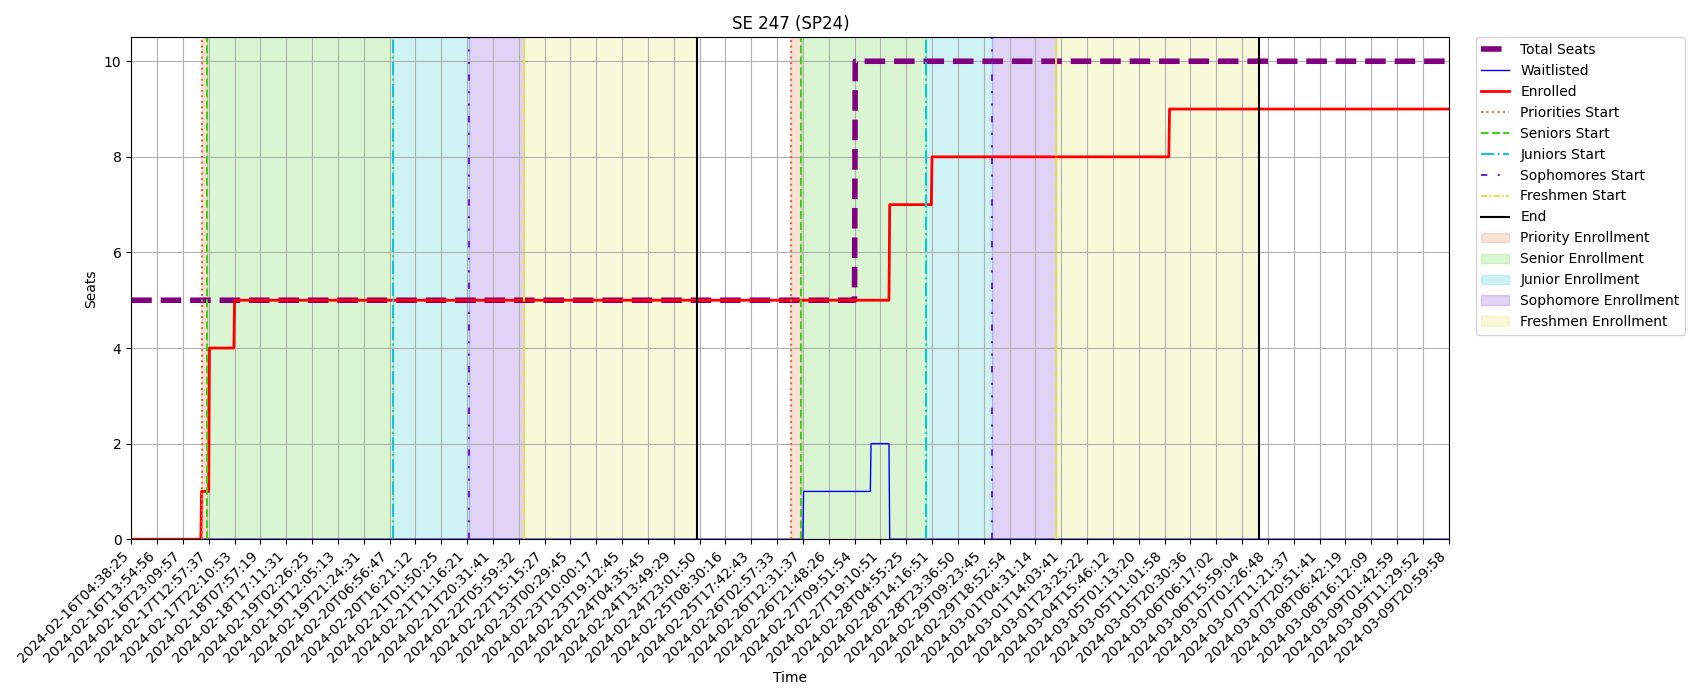 SE 247 (SP24)
10
8
6
4
2
0
Seats
2024-02-16T04:38:25
2024-02-16T13:54:56
2024-02-16T23:09:57
2024-02-17T12:57:37
2024-02-17T22:10:53
2024-02-18T07:57:19
2024-02-18T17:11:31
2024-02-19T02:26:25
2024-02-19T12:05:13
2024-02-19T21:24:31
2024-02-20T06:56:47
2024-02-20T16:21:12
2024-02-21T01:50:25
2024-02-21T11:16:21
2024-02-21T20:31:41
2024-02-22T05:59:32
2024-02-22T15:15:27
2024-02-23T00:29:45
2024-02-23T10:00:17
2024-02-23T19:12:45
2024-02-24T04:35:45
2024-02-24T13:49:29
2024-02-24T23:01:50
2024-02-25T08:30:16
2024-02-25T17:42:43
2024-02-26T02:57:33
2024-02-26T12:31:37
2024-02-26T21:48:26
2024-02-27T09:51:54
2024-02-27T19:10:51
2024-02-28T04:55:25
2024-02-28T14:16:51
2024-02-28T23:36:50
2024-02-29T09:23:45
2024-02-29T18:52:54
2024-03-01T04:31:14
2024-03-01T14:03:41
2024-03-01T23:25:22
2024-03-04T15:46:12
2024-03-05T01:13:20
2024-03-05T11:01:58
2024-03-05T20:30:36
2024-03-06T06:17:02
2024-03-06T15:59:04
2024-03-07T01:26:48
2024-03-07T11:21:37
2024-03-07T20:51:41
2024-03-08T06:42:19
2024-03-08T16:12:09
2024-03-09T01:42:59
2024-03-09T11:29:52
2024-03-09T20:59:58
Time
Total Seats
Waitlisted
Enrolled
Priorities Start
Seniors Start
Juniors Start
Sophomores Start
Freshmen Start
End
Priority Enrollment
Senior Enrollment
Junior Enrollment
Sophomore Enrollment
Freshmen Enrollment